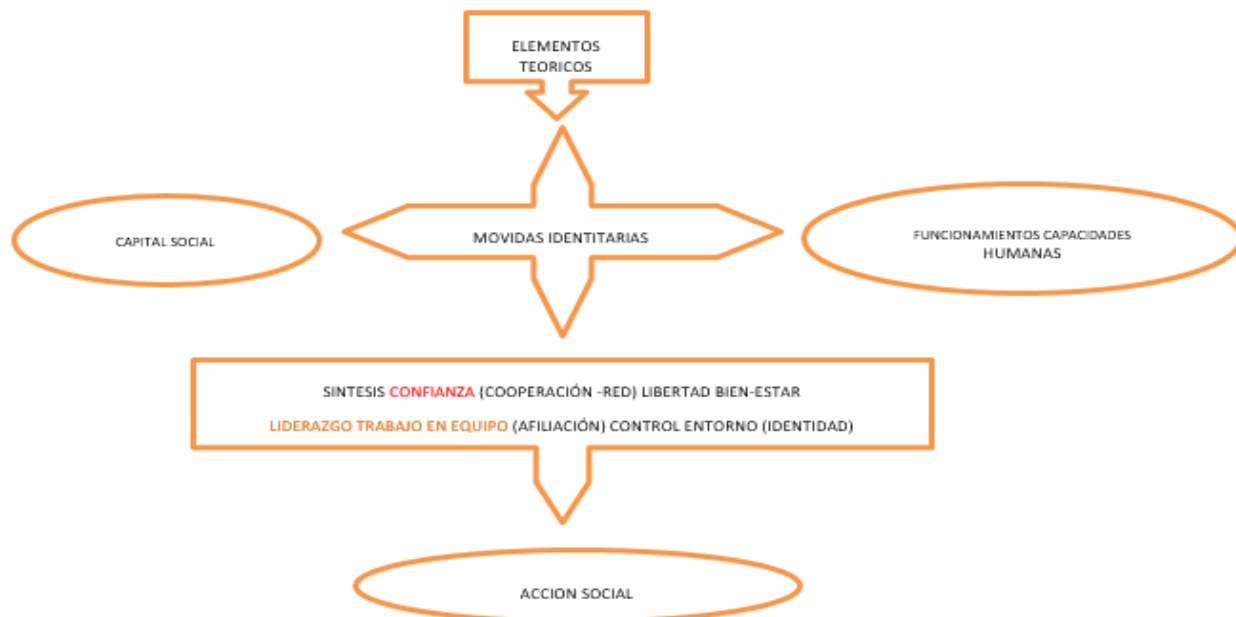 ELEMENTOS
TEORICOS
CAPITAL SOCIAL
MOVIDAS IDENTITARIAS
FUNCIONAMIENTOS CAPACIDADES
HUMANAS
SINTESIS CONFIANZA (COOPERACIÓN -RED) LIBERTAD BIEN-ESTAR
LIDERAZGO TRABAJO EN EQUIPO (AFILIACIÓN) CONTROL ENTORNO (IDENTIDAD)
ACCION SOCIAL